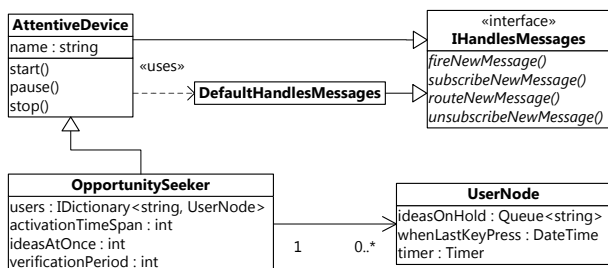 AttentiveDevice
name : string
start()
pause()
stop()
«uses»
DefaultHandlesMessages
«interface»
IHandlesMessages
fireNewMessage()
subscribeNewMessage()
routeNewMessage()
unsubscribeNewMessage()
OpportunitySeeker
users : IDictionary<string, UserNode>
activationTimeSpan : int
ideasAtOnce : int
verificationPeriod : int
1 0..*
UserNode
ideasOnHold : Queue<string>
whenLastKeyPress : DateTime
timer : Timer